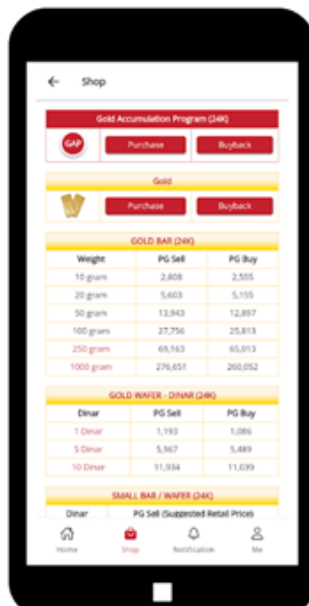 Shop
Gold Accumulation Program (24K)
GAP Purchase Buyback
Gold
Purchase Buyback
GOLD BAR (24K)
Weight PG Sell PG Buy
10 gram 2,808 2,555
20 gram 5,603 5,155
50 gram 13,943 12,897
100 gram 27,756 25,813
250 gram 69,163 65,013
1000 gram 276,651 260,052
GOLD WAFER - DINAR (24K)
Dinar PG Sell PG Buy
1 Dinar 1,193 1,086
5 Dinar 5,967 5,489
10 Dinar 11,934 11,039
SMALL BAR / WAFER (24K)
Dinar PG Sell (Suggested Retail Price)
Home Shop Notification Me